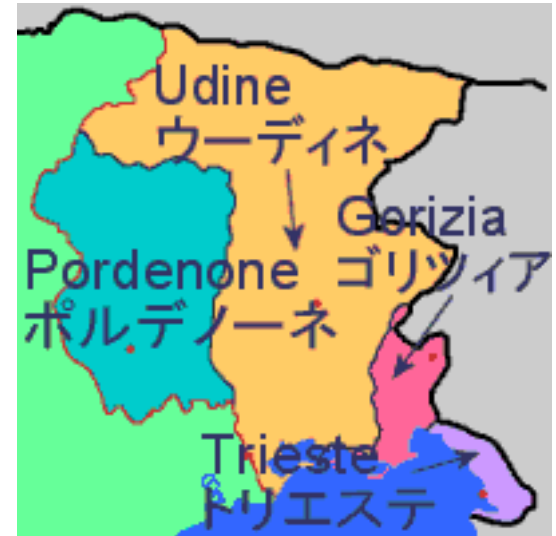 Udine
ウーディネ
Gorizia
ゴリツィア
Pordenone
ポルデノーネ
Trieste
トリエステ